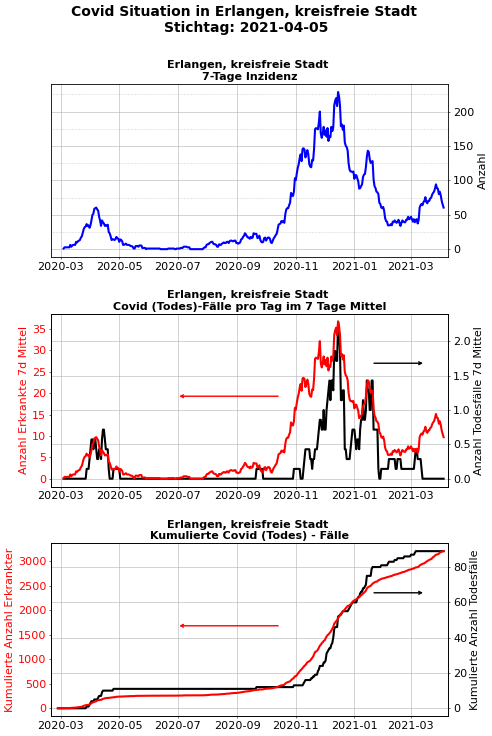 Covid Situation in Erlangen, kreisfreie Stadt
Stichtag: 2021-04-05
Erlangen, kreisfreie Stadt
7-Tage Inzidenz
200
150
100
50
0
Anzahl
2020-03 2020-05 2020-07 2020-09 2020-11 2021-01 2021-03
Erlangen, kreisfreie Stadt
Covid (Todes)-Fälle pro Tag im 7 Tage Mittel
Anzahl Erkrankte 7d Mittel
35
30
25
20
15
10
5
0
2.0
1.5
1.0
0.5
0.0
Anzahl Todesfälle 7d Mittel
2020-03 2020-05 2020-07 2020-09 2020-11 2021-01 2021-03
Erlangen, kreisfreie Stadt
Kumulierte Covid (Todes) - Fälle
Kumulierte Anzahl Erkrankter
3000
2500
2000
1500
1000
500
0
80
60
40
20
0
Kumulierte Anzahl Todesfälle
2020-03 2020-05 2020-07 2020-09 2020-11 2021-01 2021-03